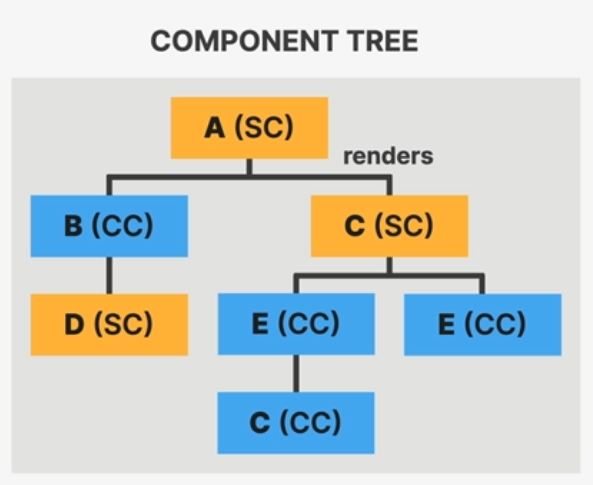 COMPONENT TREE
A (SC)
renders
B (CC)
C (SC)
D (SC)
E (CC)
E (CC)
C (CC)